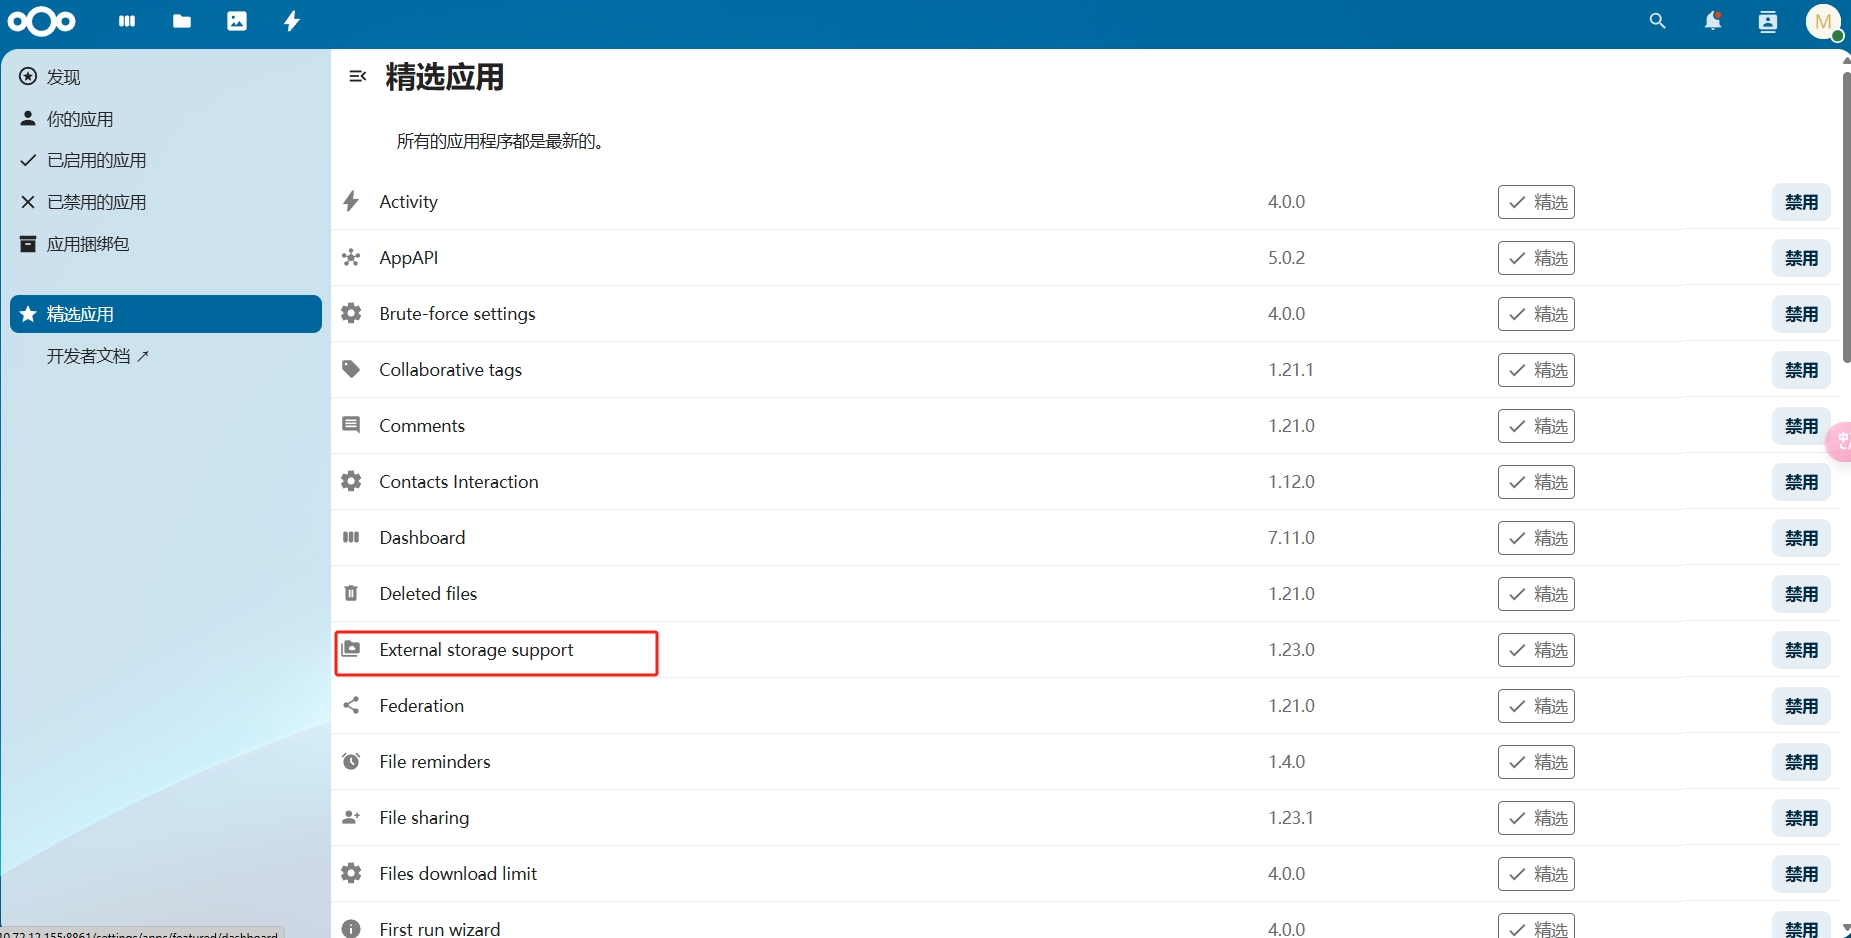 M
发现
你的应用
已启用的应用
已禁用的应用
应用捆绑包
精选应用
开发者文档 ↗
精选应用
所有的应用程序都是最新的。
Activity 4.0.0 精选 禁用
AppAPI 5.0.2 精选 禁用
Brute-force settings 4.0.0 精选 禁用
Collaborative tags 1.21.1 精选 禁用
Comments 1.21.0 精选 禁用
Contacts Interaction 1.12.0 精选 禁用
Dashboard 7.11.0 精选 禁用
Deleted files 1.21.0 精选 禁用
External storage support 1.23.0 精选 禁用
Federation 1.21.0 精选 禁用
File reminders 1.4.0 精选 禁用
File sharing 1.23.1 精选 禁用
Files download limit 4.0.0 精选 禁用
First run wizard 4.0.0 精选 禁用